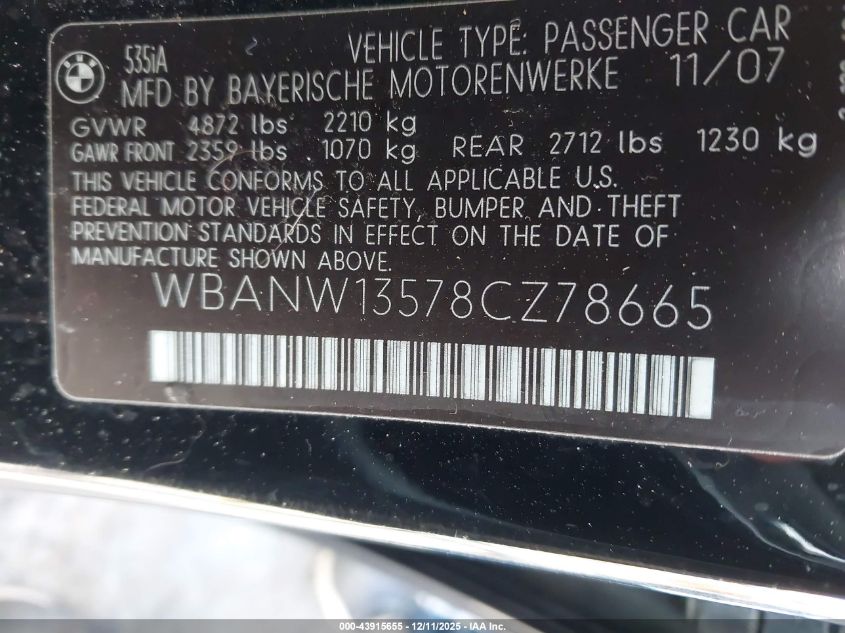 BMW
535iA
VEHICLE TYPE: PASSENGER CAR
MFD BY BAYERISCHE MOTORENWERKE 11/07
GVWR 4872 lbs 2210 kg
GAWR FRONT 2359 lbs 1070 kg REAR 2712 lbs 1230 kg
THIS VEHICLE CONFORMS TO ALL APPLICABLE U.S.
FEDERAL MOTOR VEHICLE SAFETY, BUMPER AND THEFT
PREVENTION STANDARDS IN EFFECT ON THE DATE OF
MANUFACTURE SHOWN ABOVE.
WBANW13578CZ78665
000-43915655 - 12/11/2025 - IAA Inc.